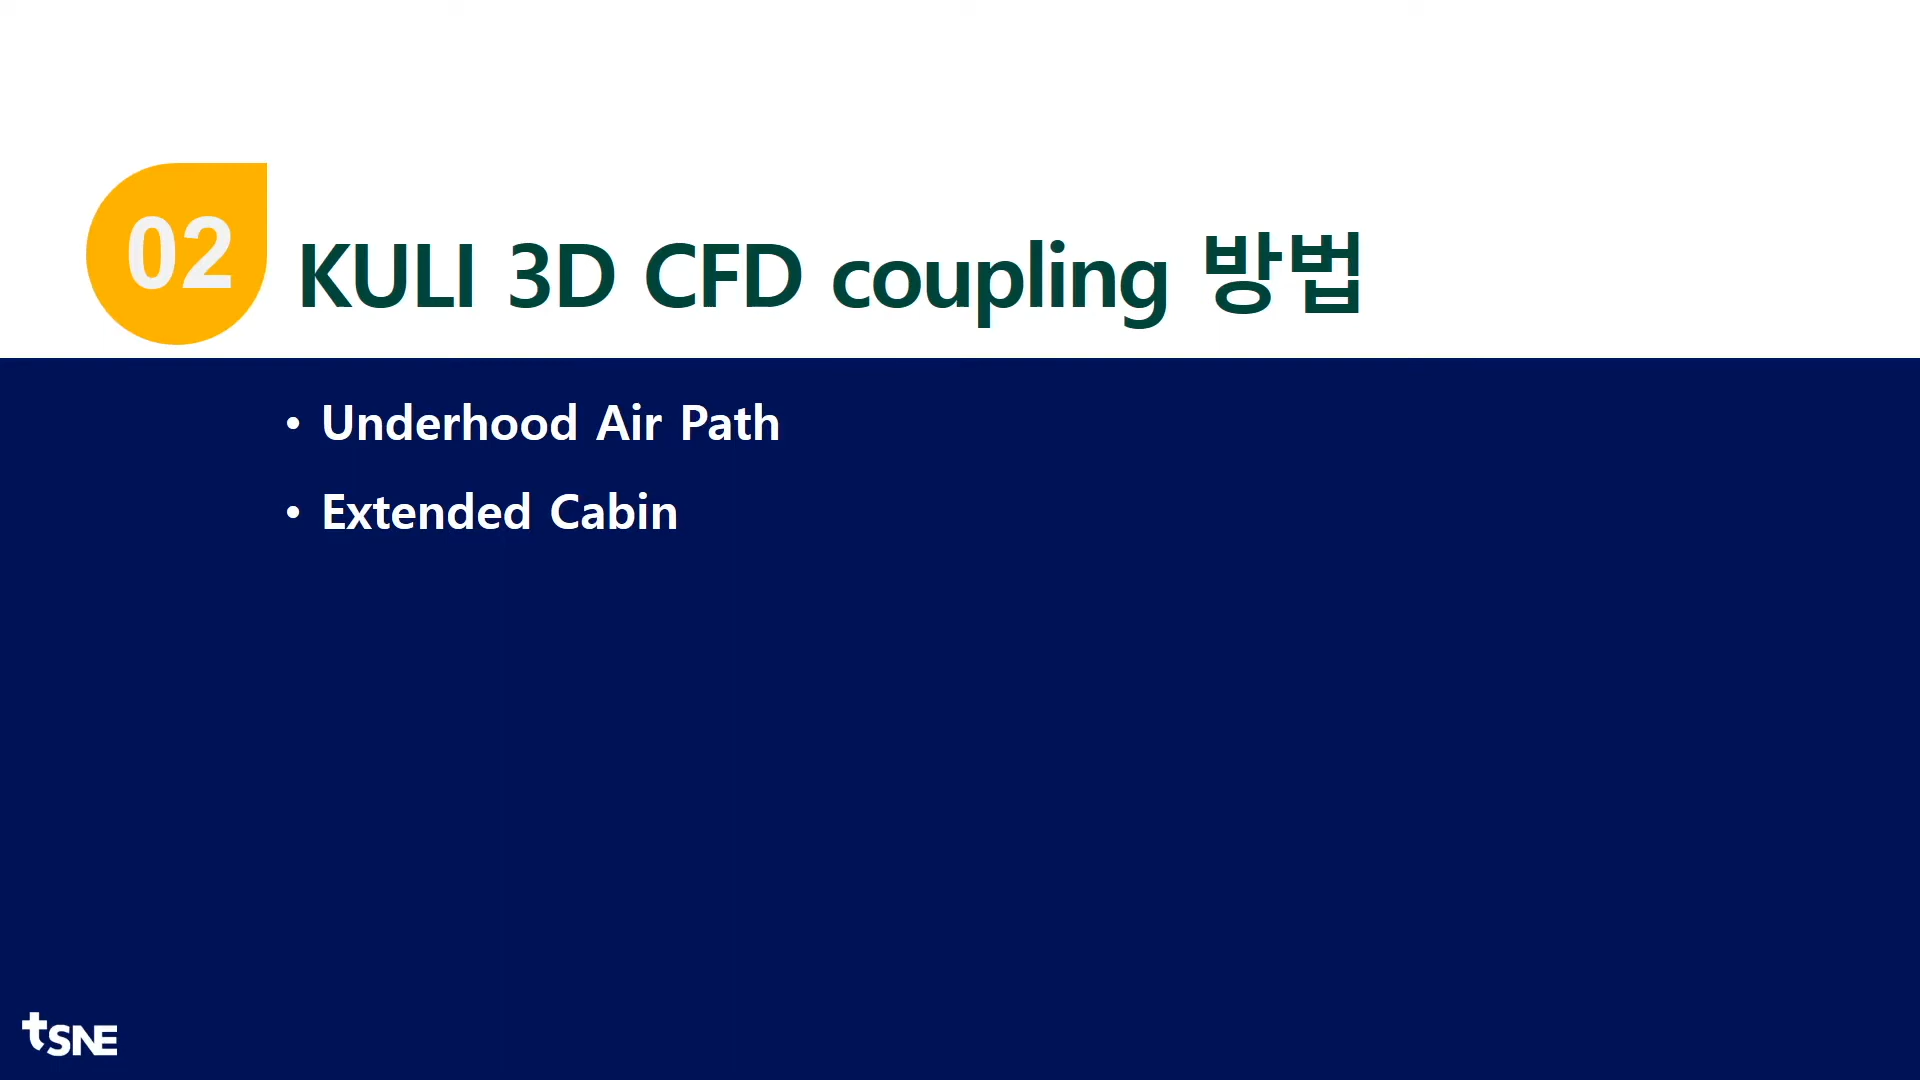 02
KULI 3D CFD coupling 방법
• Underhood Air Path
• Extended Cabin
tSNE